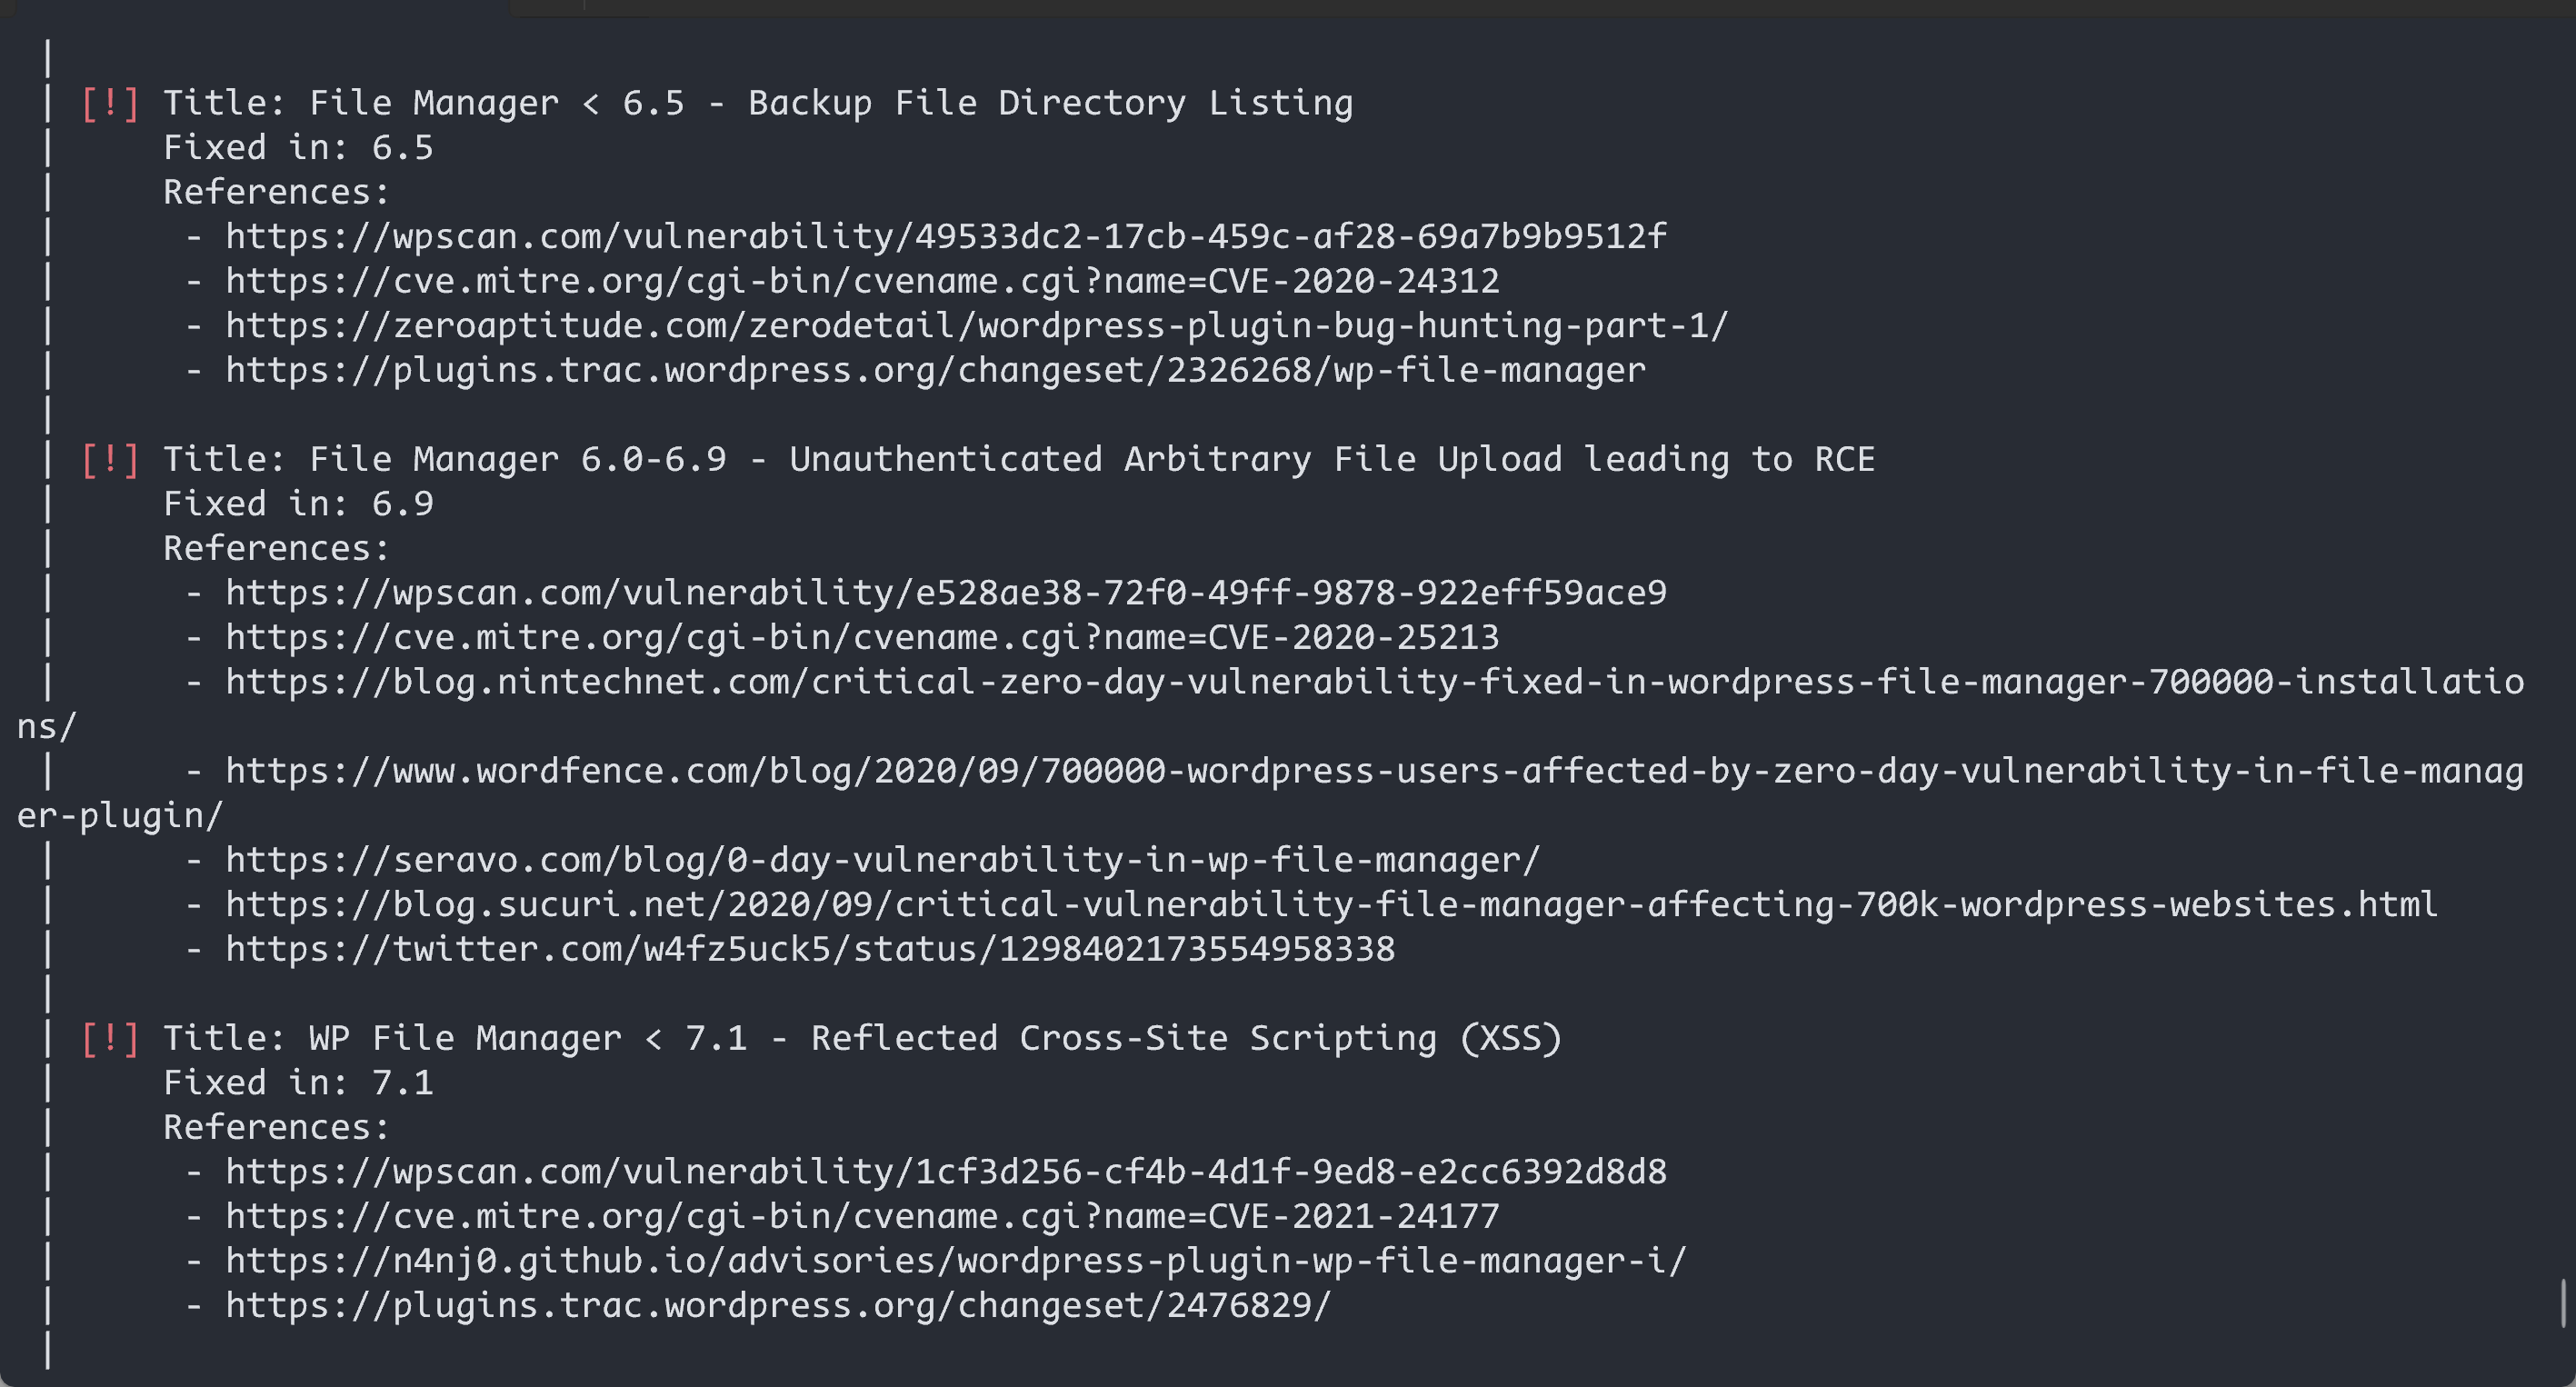 |
| [!] Title: File Manager < 6.5 - Backup File Directory Listing
|     Fixed in: 6.5
|     References:
|      - https://wpscan.com/vulnerability/49533dc2-17cb-459c-af28-69a7b9b9512f
|      - https://cve.mitre.org/cgi-bin/cvename.cgi?name=CVE-2020-24312
|      - https://zeroaptitude.com/zerodetail/wordpress-plugin-bug-hunting-part-1/
|      - https://plugins.trac.wordpress.org/changeset/2326268/wp-file-manager
|
| [!] Title: File Manager 6.0-6.9 - Unauthenticated Arbitrary File Upload leading to RCE
|     Fixed in: 6.9
|     References:
|      - https://wpscan.com/vulnerability/e528ae38-72f0-49ff-9878-922eff59ace9
|      - https://cve.mitre.org/cgi-bin/cvename.cgi?name=CVE-2020-25213
|      - https://blog.nintechnet.com/critical-zero-day-vulnerability-fixed-in-wordpress-file-manager-700000-installatio
ns/
|      - https://www.wordfence.com/blog/2020/09/700000-wordpress-users-affected-by-zero-day-vulnerability-in-file-manag
er-plugin/
|      - https://seravo.com/blog/0-day-vulnerability-in-wp-file-manager/
|      - https://blog.sucuri.net/2020/09/critical-vulnerability-file-manager-affecting-700k-wordpress-websites.html
|      - https://twitter.com/w4fz5uck5/status/1298402173554958338
|
| [!] Title: WP File Manager < 7.1 - Reflected Cross-Site Scripting (XSS)
|     Fixed in: 7.1
|     References:
|      - https://wpscan.com/vulnerability/1cf3d256-cf4b-4d1f-9ed8-e2cc6392d8d8
|      - https://cve.mitre.org/cgi-bin/cvename.cgi?name=CVE-2021-24177
|      - https://n4nj0.github.io/advisories/wordpress-plugin-wp-file-manager-i/
|      - https://plugins.trac.wordpress.org/changeset/2476829/
|